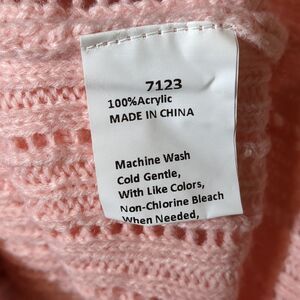 7123
100%Acrylic
MADE IN CHINA
Machine Wash
Cold Gentle,
With Like Colors,
Non-Chlorine Bleach
When Needed,